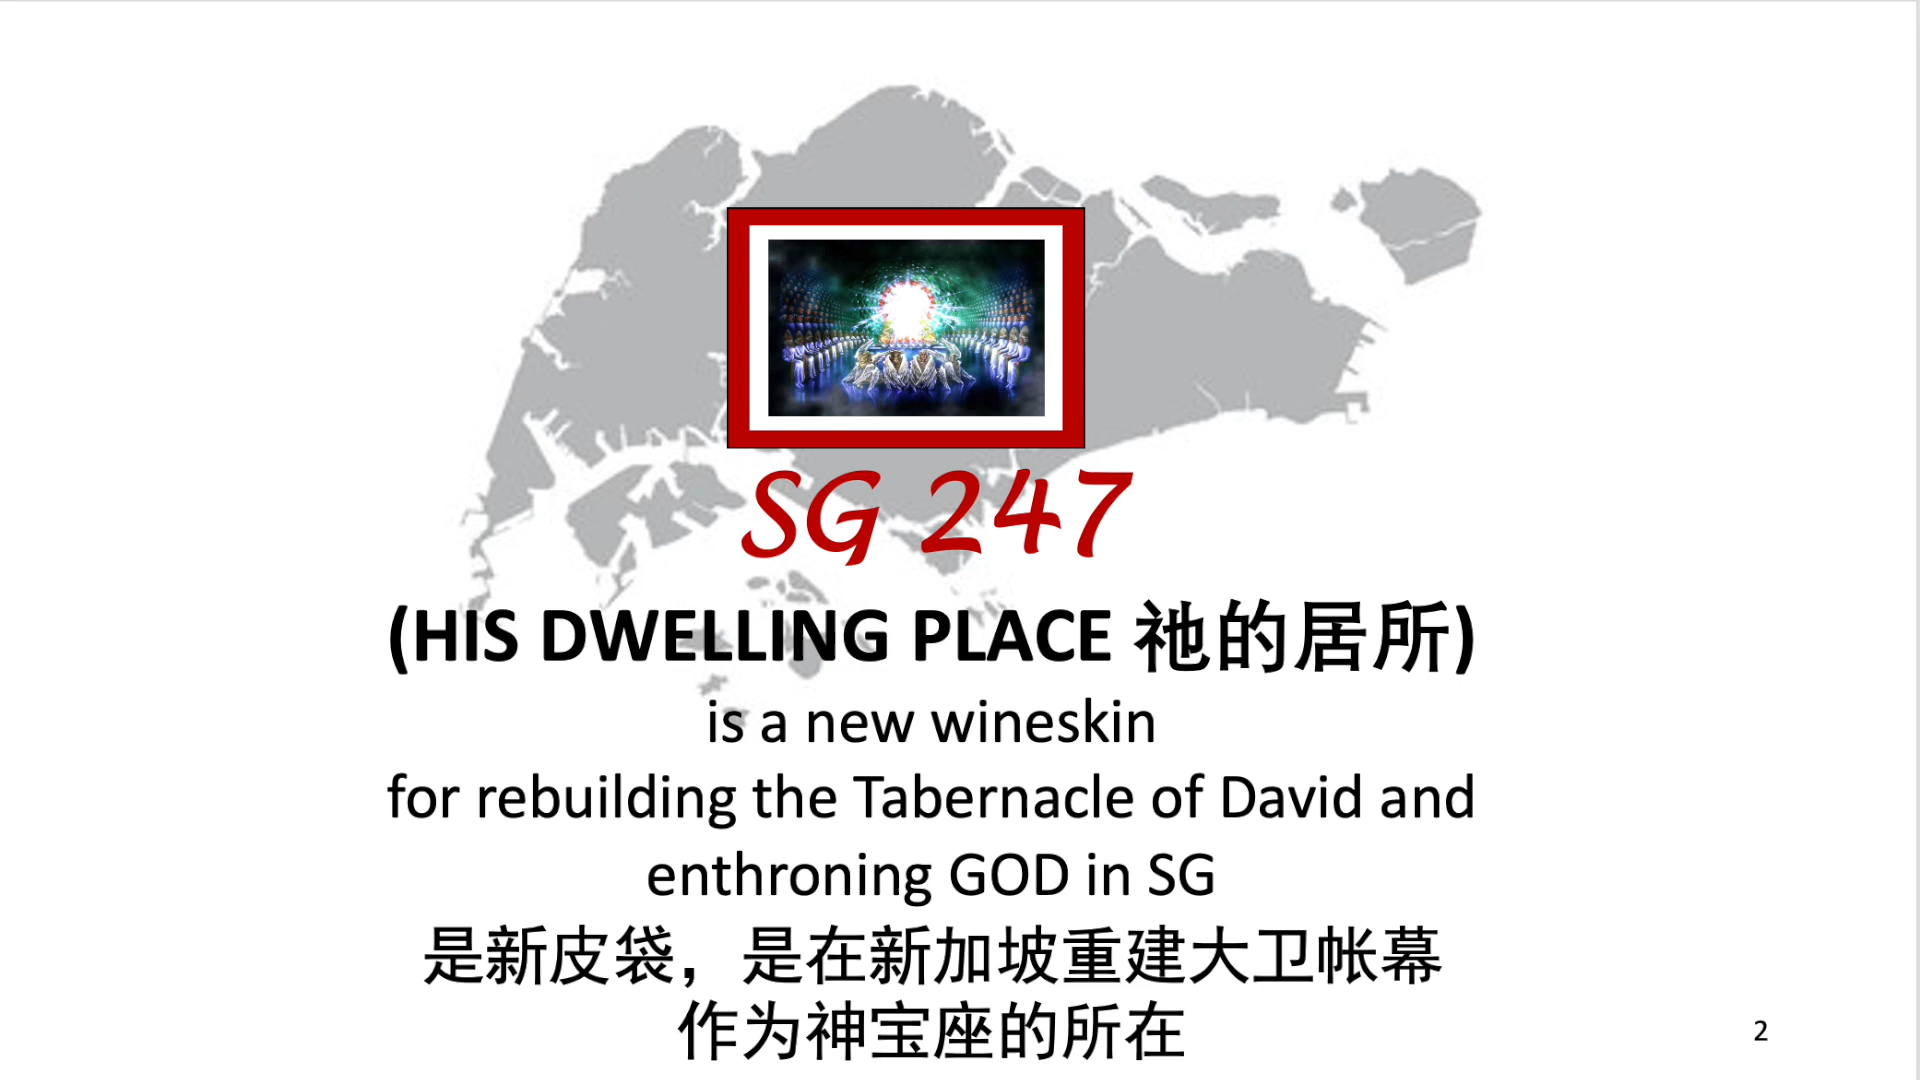 SG 247
(HIS DWELLING PLACE 祂的居所)
is a new wineskin
for rebuilding the Tabernacle of David and
enthroning GOD in SG
是新皮袋，是在新加坡重建大卫帐幕
作为神宝座的所在
2